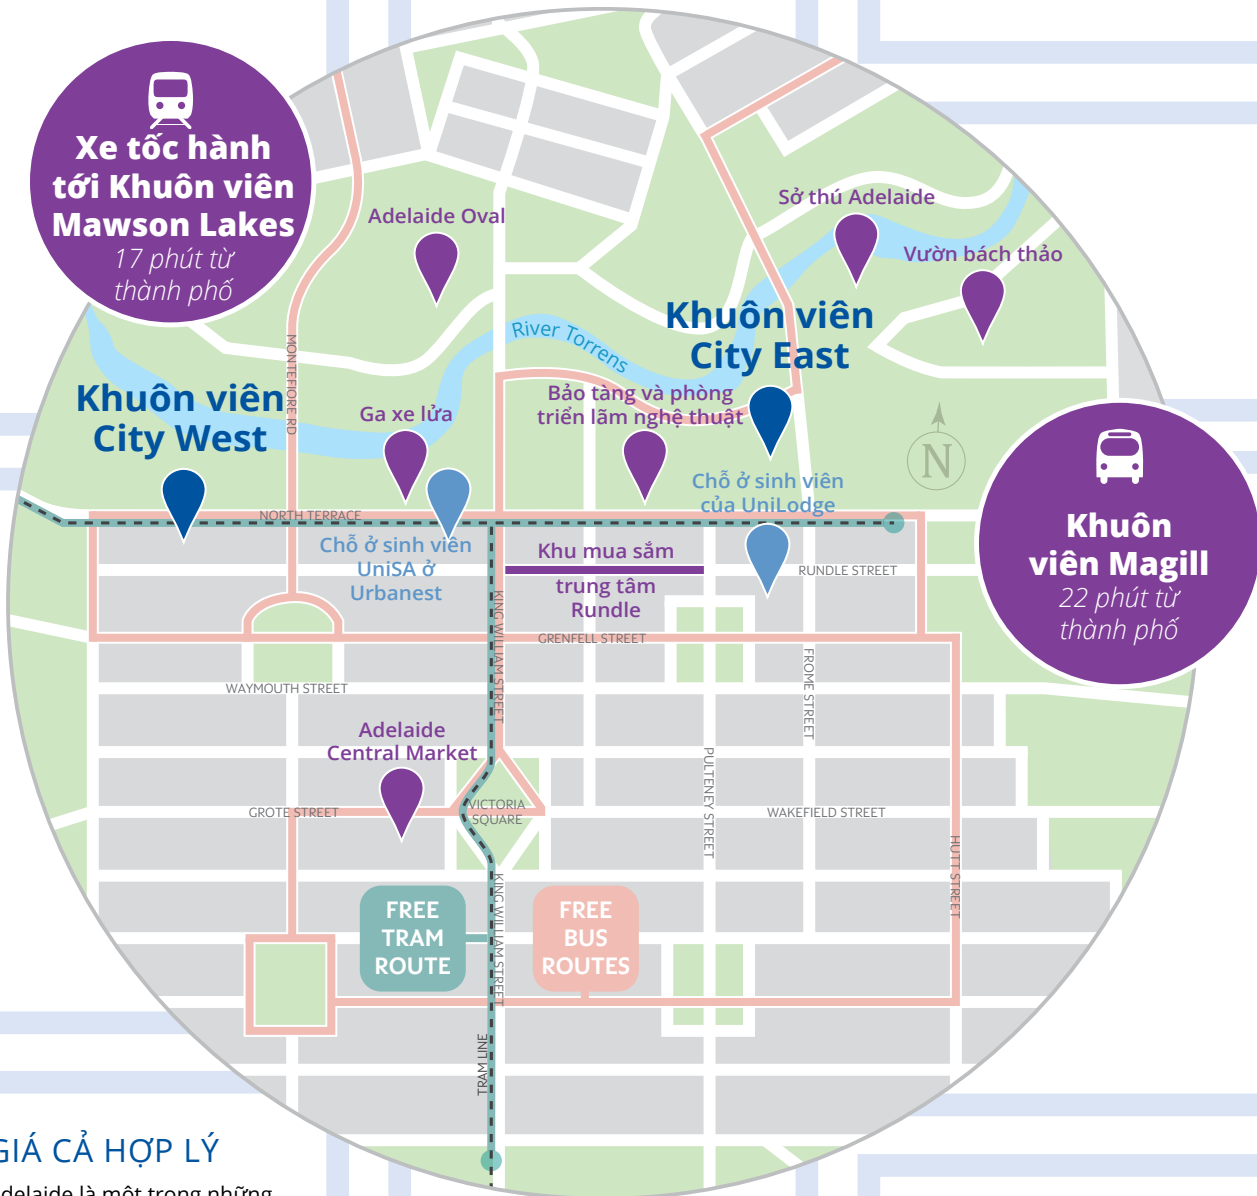 Xe tốc hành
tới Khuôn viên
Mawson Lakes
17 phút từ
thành phố
Adelaide Oval
Sở thú Adelaide
Vườn bách thảo
River Torrens
Khuôn viên
City East
MONTEFIORE RD
Khuôn viên
City West
Ga xe lửa
Bảo tàng và phòng
triển lãm nghệ thuật
N
Chỗ ở sinh viên
của UniLodge
NORTH TERRACE
Chỗ ở sinh viên
UniSA ở
Urbanest
Khu mua sắm
trung tâm
Rundle
RUNDLE STREET
Khuôn
viên Magill
22 phút từ
thành phố
KING WILLIAM STREET
GRENFELL STREET
FROME STREET
WAYMOUTH STREET
Adelaide
Central Market
PULTENEY STREET
GROTE STREET
VICTORIA
SQUARE
WAKEFIELD STREET
HUTT STREET
KING WILLIAM STREET
FREE
TRAM
ROUTE
FREE
BUS
ROUTES
TRAM LINE
GIÁ CẢ HỢP LÝ
delaide là một trong những